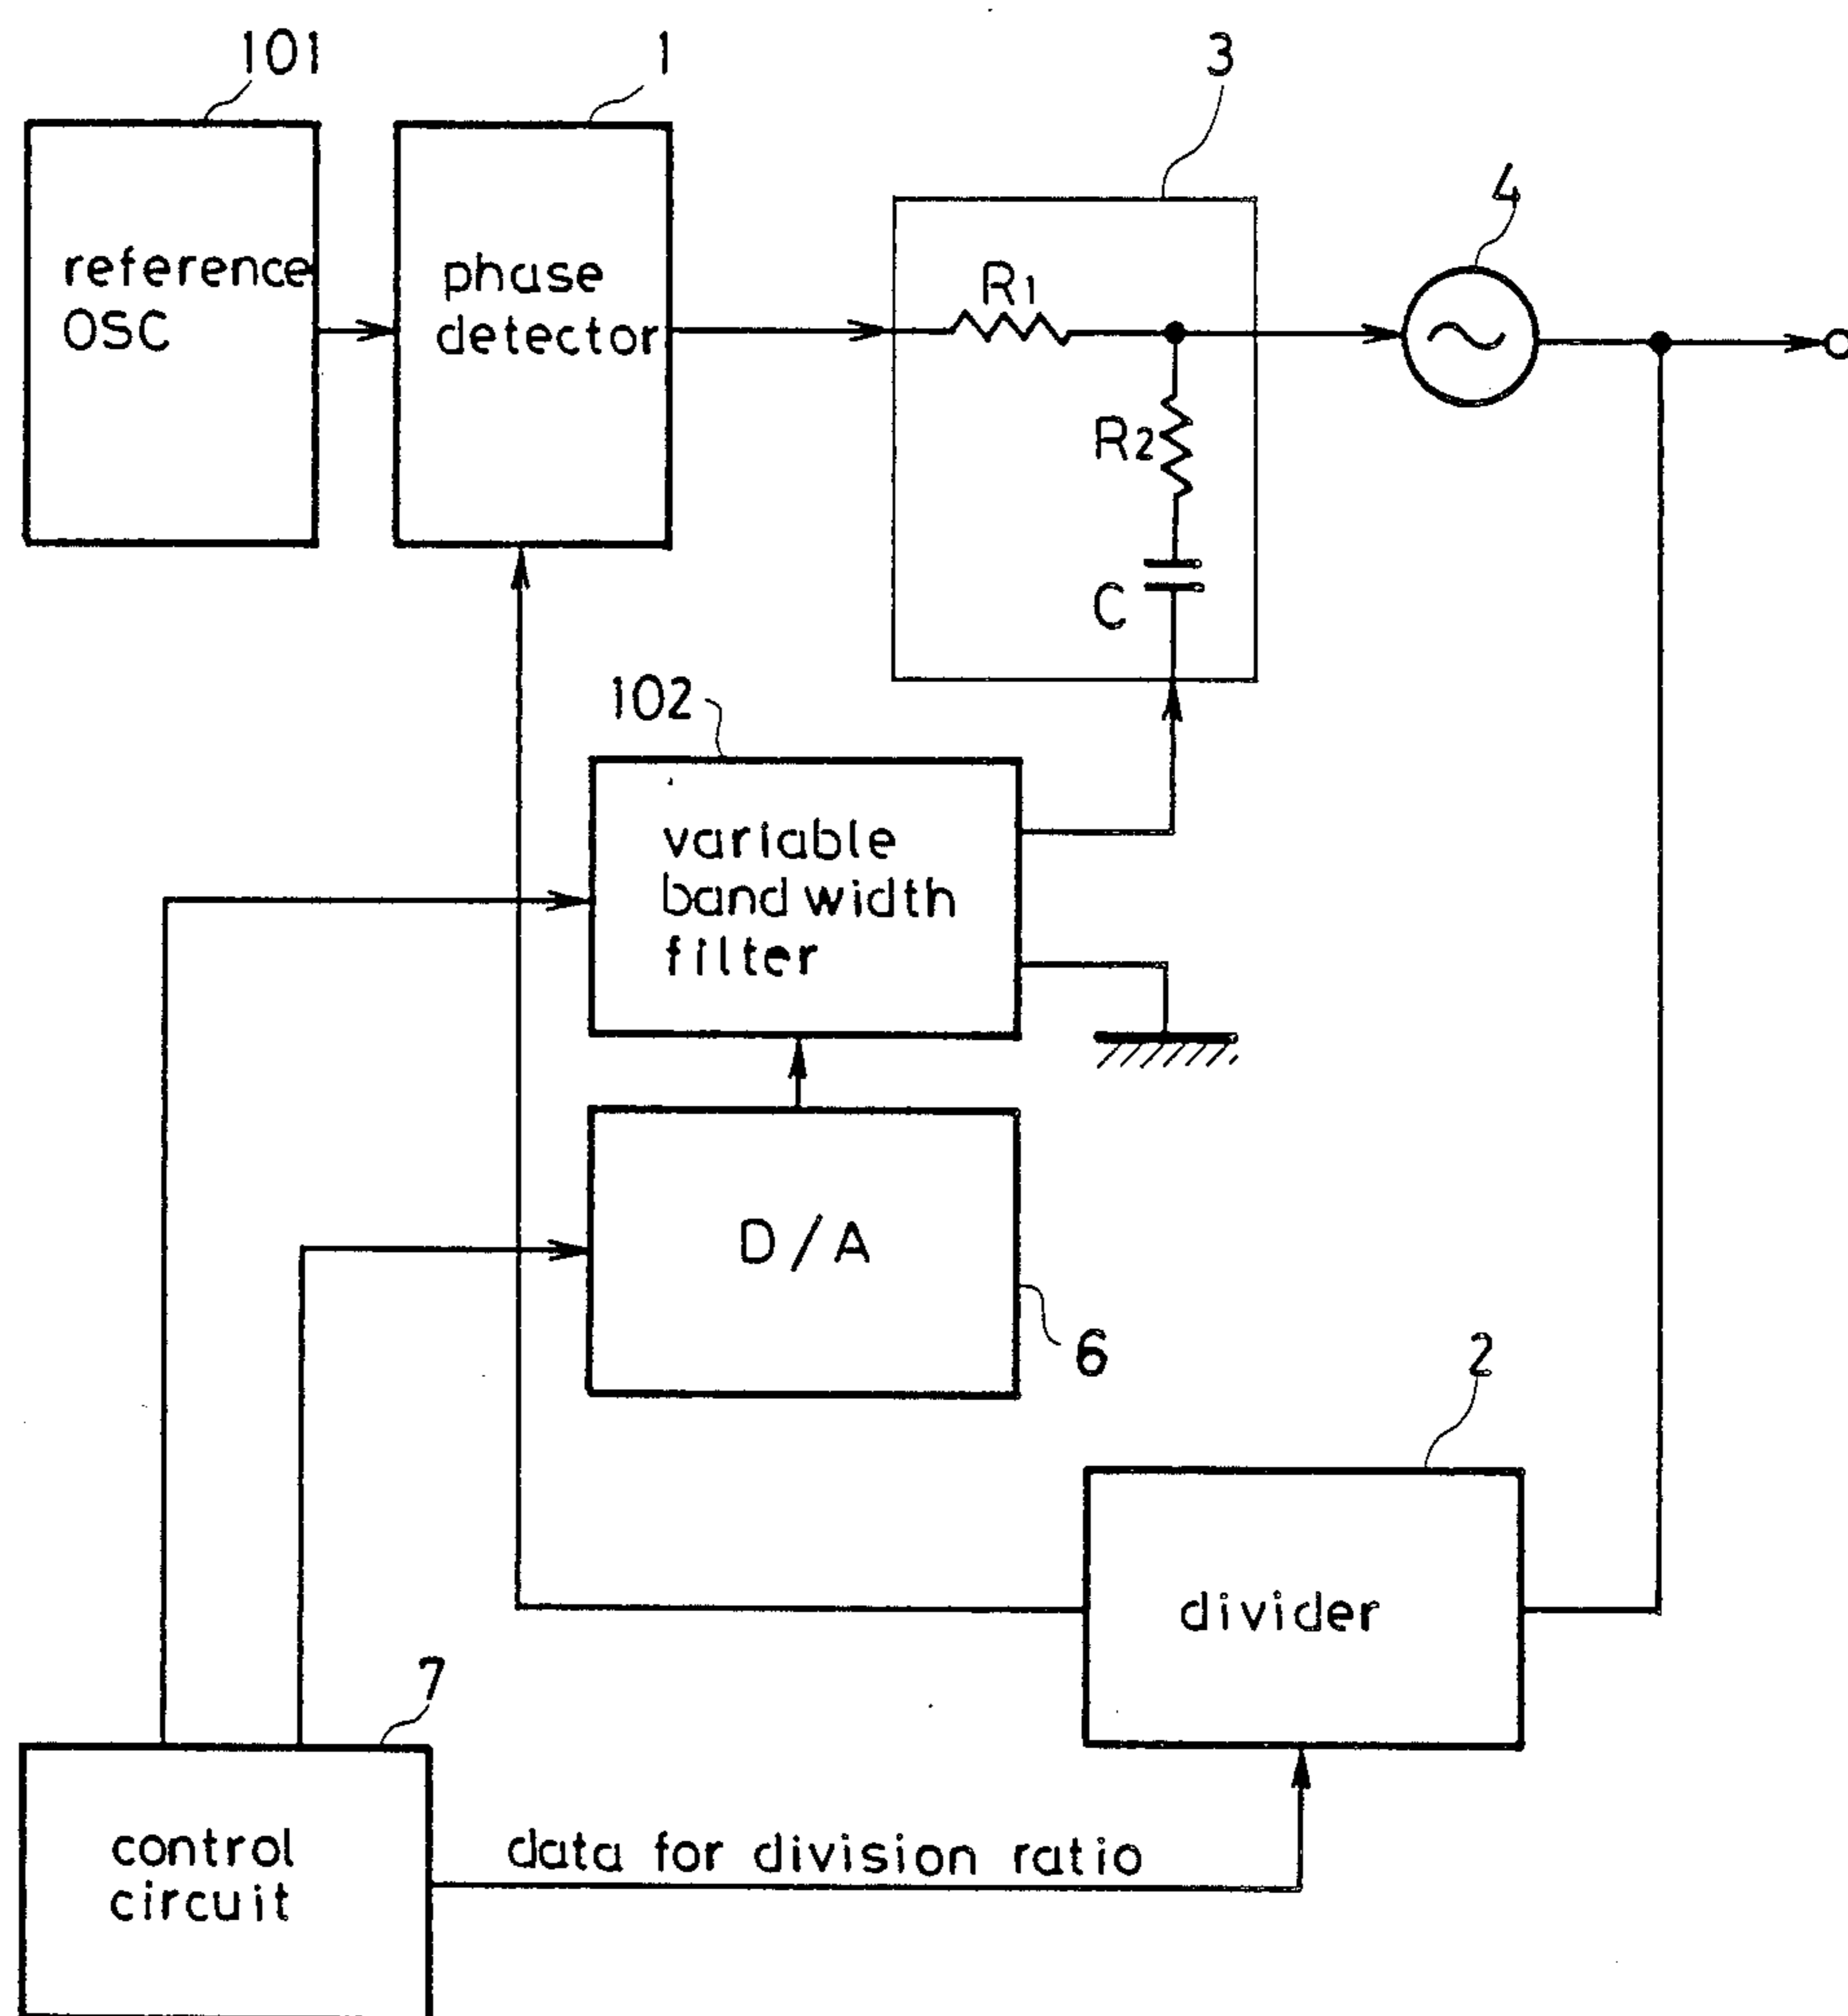 101
1
3
4
reference
OSC
phase
detector
R1
R2
C
102
variable
band width
filter
D/A
6
2
divider
7
control
circuit
data for division ratio